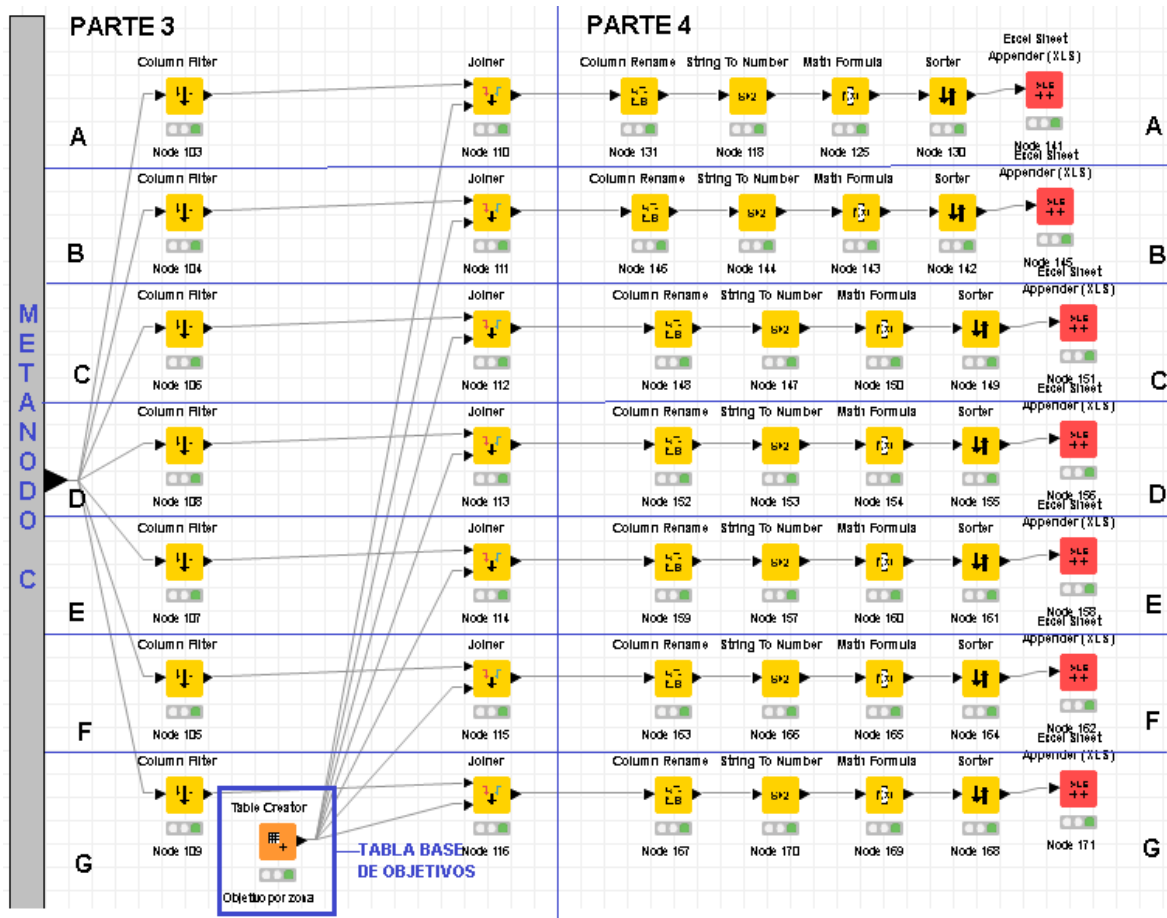 PARTE 3
PARTE 4
METANODO C
Column Filter
Joiner
Column Rename
String To Number
Math Formula
Sorter
Excel Sheet
Appender (XLS)
A
Node 103
Node 110
Node 131
Node 118
Node 125
Node 130
Node 141
A
Column Filter
Joiner
Column Rename
String To Number
Math Formula
Sorter
Excel Sheet
Appender (XLS)
B
Node 104
Node 111
Node 146
Node 144
Node 143
Node 142
Node 145
B
Column Filter
Joiner
Column Rename
String To Number
Math Formula
Sorter
Excel Sheet
Appender (XLS)
C
Node 106
Node 112
Node 148
Node 147
Node 150
Node 149
Node 151
C
Column Filter
Joiner
Column Rename
String To Number
Math Formula
Sorter
Excel Sheet
Appender (XLS)
D
Node 108
Node 113
Node 152
Node 153
Node 154
Node 155
Node 156
D
Column Filter
Joiner
Column Rename
String To Number
Math Formula
Sorter
Excel Sheet
Appender (XLS)
E
Node 107
Node 114
Node 159
Node 157
Node 160
Node 161
Node 158
E
Column Filter
Joiner
Column Rename
String To Number
Math Formula
Sorter
Excel Sheet
Appender (XLS)
F
Node 105
Node 115
Node 163
Node 166
Node 165
Node 164
Node 162
F
Column Filter
Joiner
Column Rename
String To Number
Math Formula
Sorter
Excel Sheet
Appender (XLS)
G
Node 109
Table Creator
Objetivo por zona
TABLA BASE
DE OBJETIVOS
Node 116
Node 167
Node 170
Node 169
Node 168
Node 171
G